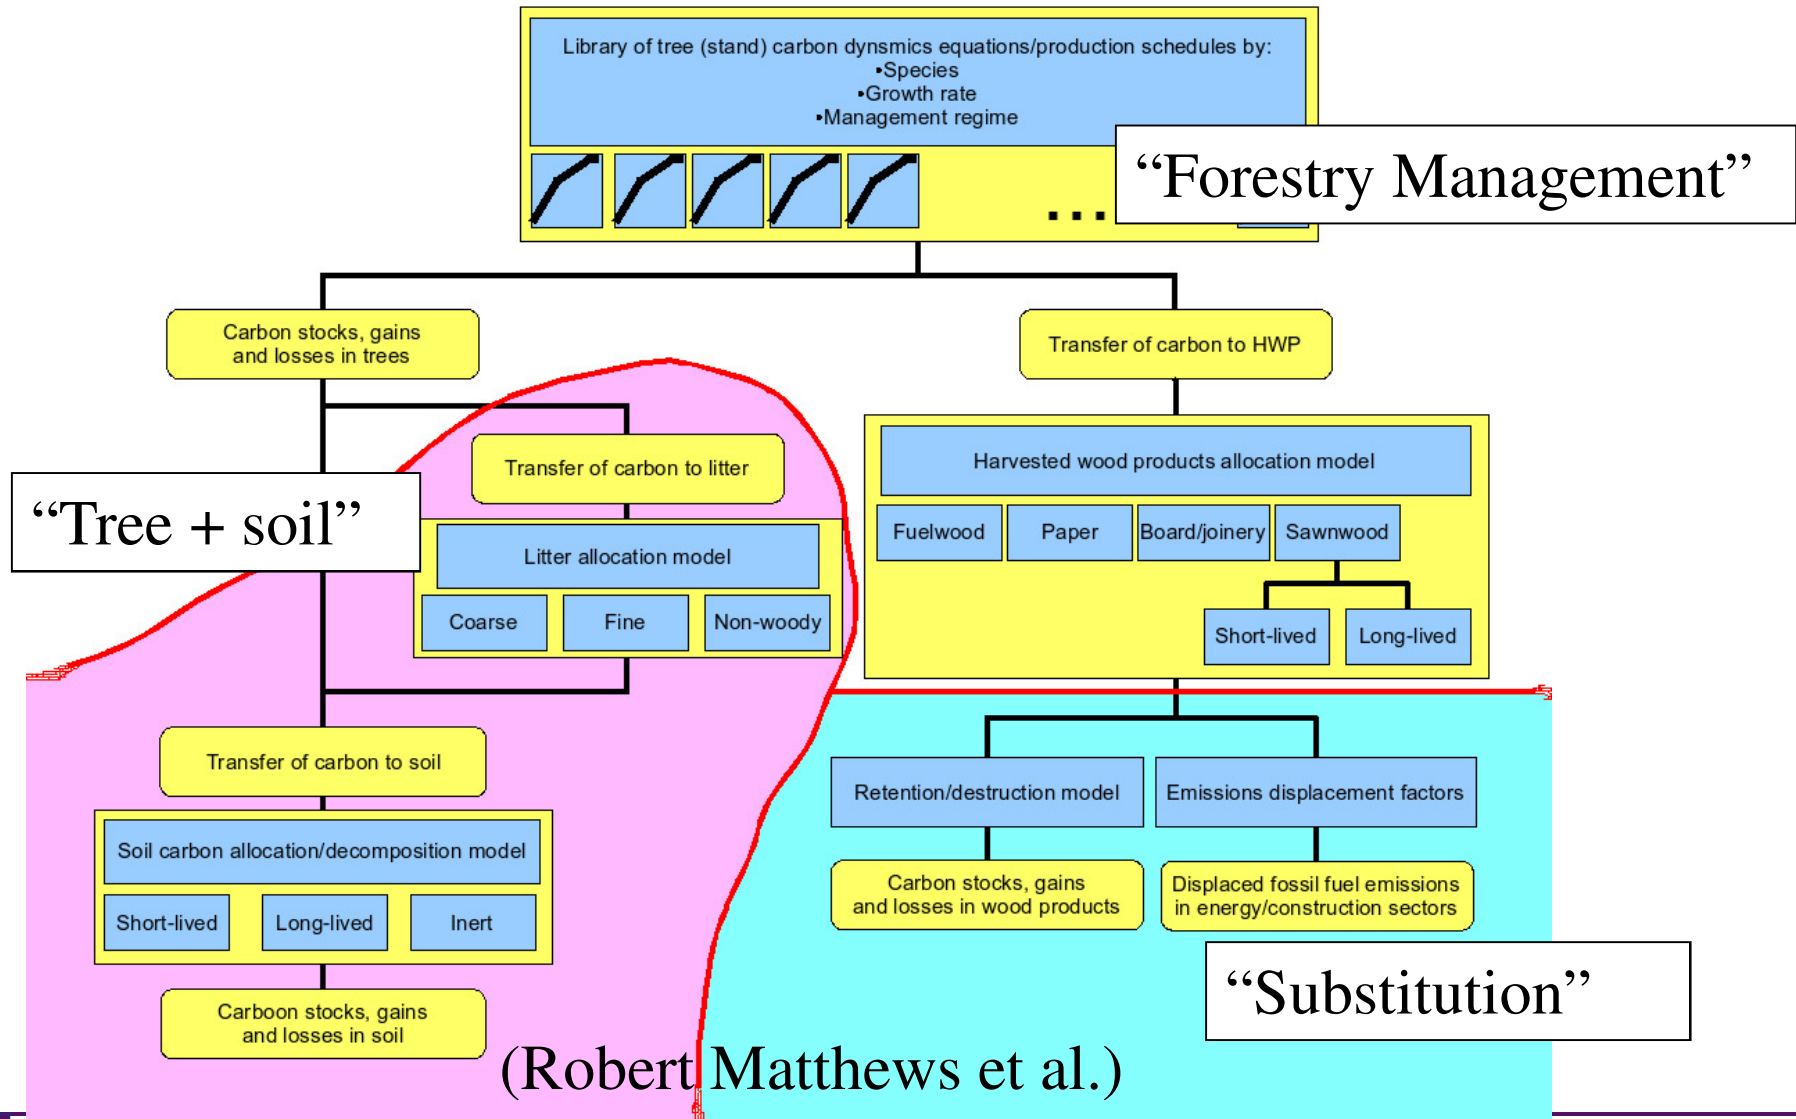 Library of tree (stand) carbon dynsmics equations/production schedules by:
•Species
•Growth rate
•Management regime
“Forestry Management”
...
Carbon stocks, gains
and losses in trees
Transfer of carbon to HWP
Transfer of carbon to litter
Harvested wood products allocation model
“Tree + soil”
Litter allocation model
Fuelwood
Paper
Board/joinery
Sawnwood
Coarse
Fine
Non-woody
Short-lived
Long-lived
Transfer of carbon to soil
Retention/destruction model
Emissions displacement factors
Soil carbon allocation/decomposition model
Short-lived
Long-lived
Inert
Carbon stocks, gains
and losses in wood products
Displaced fossil fuel emissions
in energy/construction sectors
“Substitution”
Carboon stocks, gains
and losses in soil
(Robert Matthews et al.)